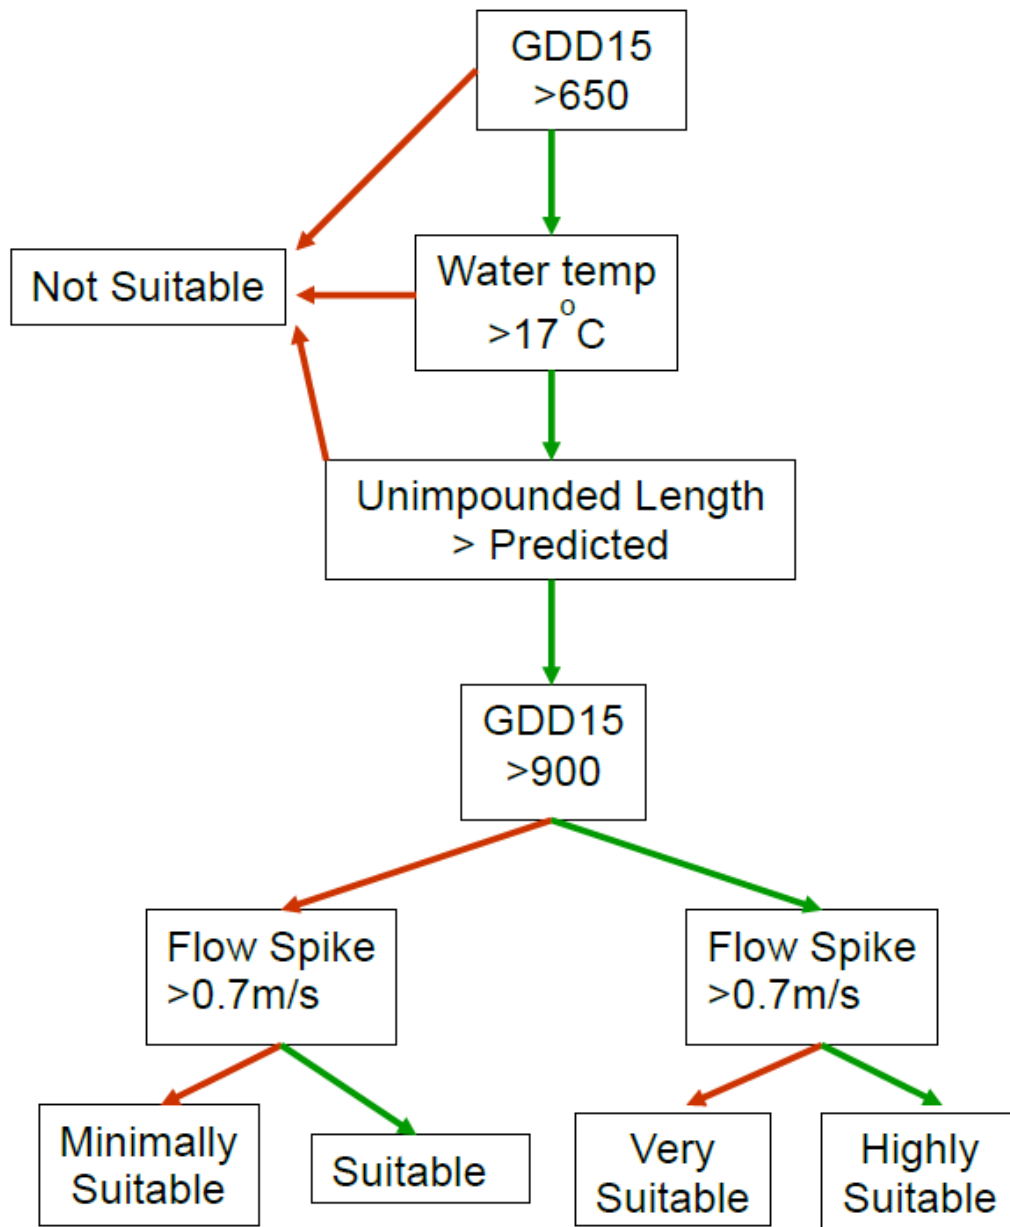 GDD15
>650
Not Suitable
Water temp
>17°C
Unimpounded Length
> Predicted
GDD15
>900
Flow Spike
>0.7m/s
Flow Spike
>0.7m/s
Minimally
Suitable
Suitable
Very
Suitable
Highly
Suitable